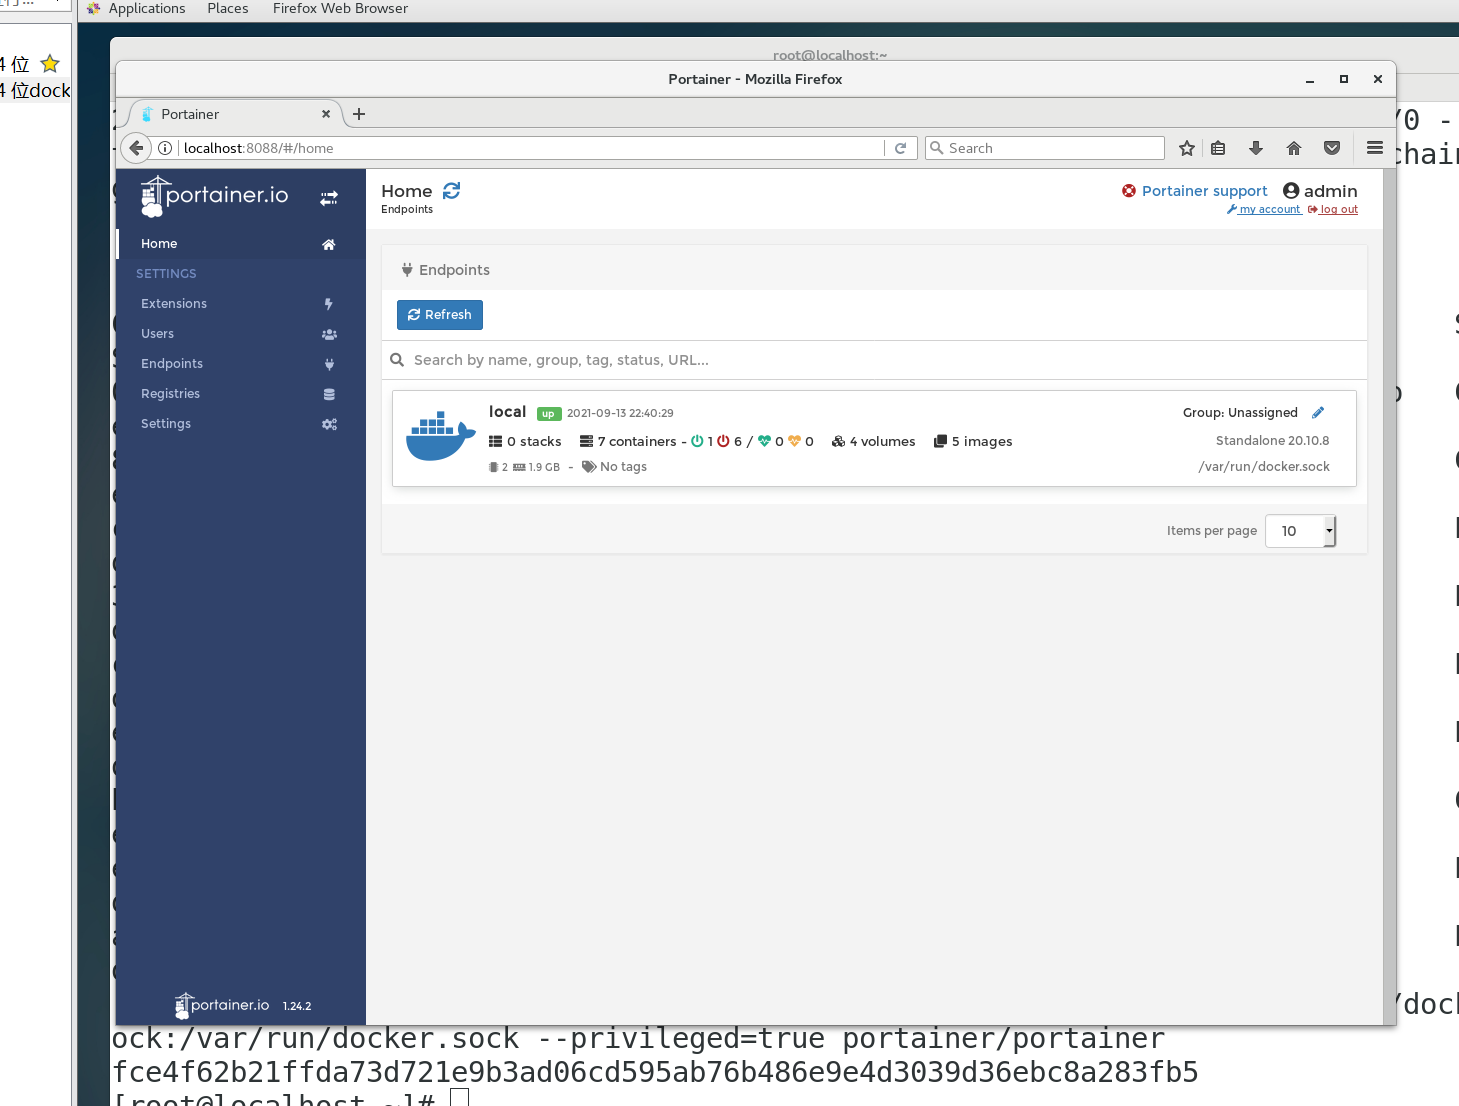 Applications Places Firefox Web Browser
4 位
4 位dock
root@localhost:~
Portainer - Mozilla Firefox
Portainer
localhost:8088/#/home
Search
portainer.io
Home
SETTINGS
Extensions
Users
Endpoints
Registries
Settings
portainer.io 1.24.2
Home
Endpoints
Portainer support admin
my account log out
Endpoints
Refresh
Search by name, group, tag, status, URL...
local up 2021-09-13 22:40:29 Group: Unassigned
0 stacks 7 containers - 1 6 / 0 0 4 volumes 5 images Standalone 20.10.8
2 1.9 GB - No tags /var/run/docker.sock
Items per page 10
/0 -
chain
/dock
ock:/var/run/docker.sock --privileged=true portainer/portainer
fce4f62b21ffda73d721e9b3ad06cd595ab76b486e9e4d3039d36ebc8a283fb5
[root@localhost ~]#